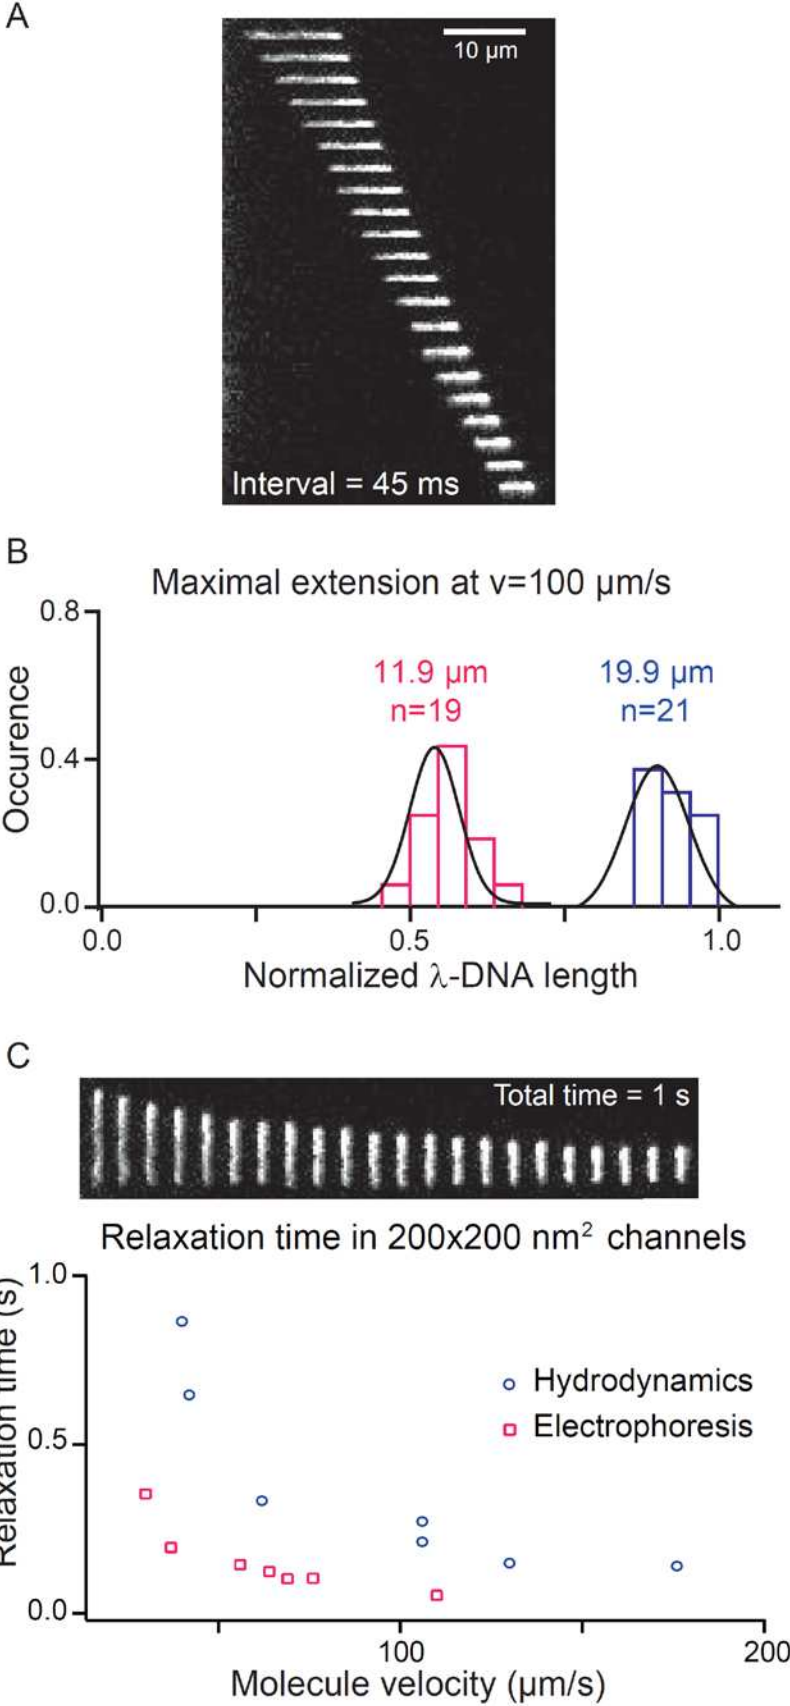 A
10 µm
Interval = 45 ms
B
Maximal extension at v=100 µm/s
0.8
0.4
0.0
Occurence
11.9 µm
n=19
19.9 µm
n=21
0.0
0.5
1.0
Normalized λ-DNA length
C
Total time = 1 s
Relaxation time in 200x200 nm² channels
1.0
0.5
0.0
Relaxation time (s)
Hydrodynamics
Electrophoresis
100
200
Molecule velocity (µm/s)